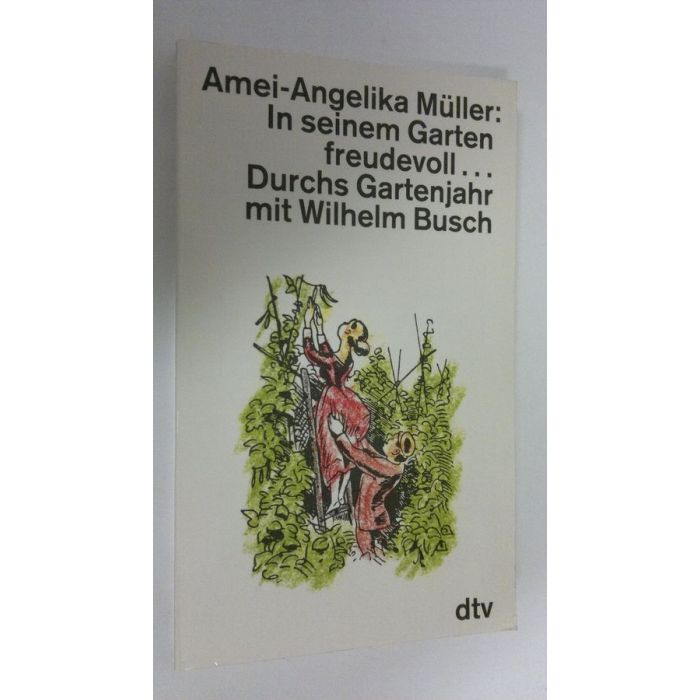 Amei-Angelika Müller:
In seinem Garten
freudevoll...
Durchs Gartenjahr
mit Wilhelm Busch
dtv